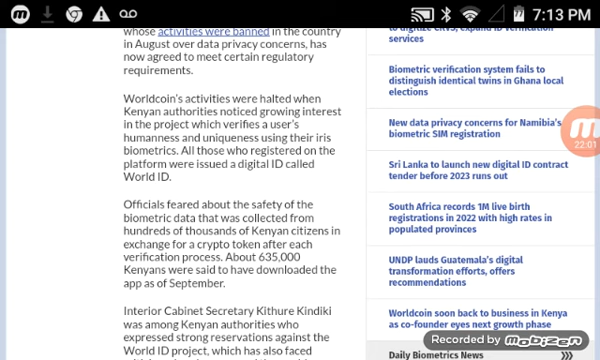 7:13 PM
whose activities were banned in the country
in August over data privacy concerns, has
now agreed to meet certain regulatory
requirements.
Worldcoin's activities were halted when
Kenyan authorities noticed growing interest
in the project which verifies a user's
humanness and uniqueness using their iris
biometrics. All those who registered on the
platform were issued a digital ID called
World ID.
Officials feared about the safety of the
biometric data that was collected from
hundreds of thousands of Kenyan citizens in
exchange for a crypto token after each
verification process. About 635,000
Kenyans were said to have downloaded the
app as of September.
Interior Cabinet Secretary Kithure Kindiki
was among Kenyan authorities who
expressed strong reservations against the
World ID project, which has also faced
to digitize CRVS, expand ID verification
services
Biometric verification system fails to
distinguish identical twins in Ghana local
elections
New data privacy concerns for Namibia's
biometric SIM registration
22:01
Sri Lanka to launch new digital ID contract
tender before 2023 runs out
South Africa records 1M live birth
registrations in 2022 with high rates in
populated provinces
UNDP lauds Guatemala's digital
transformation efforts, offers
recommendations
Worldcoin soon back to business in Kenya
as co-founder eyes next growth phase
Recorded by mobizen
Daily Biometrics News